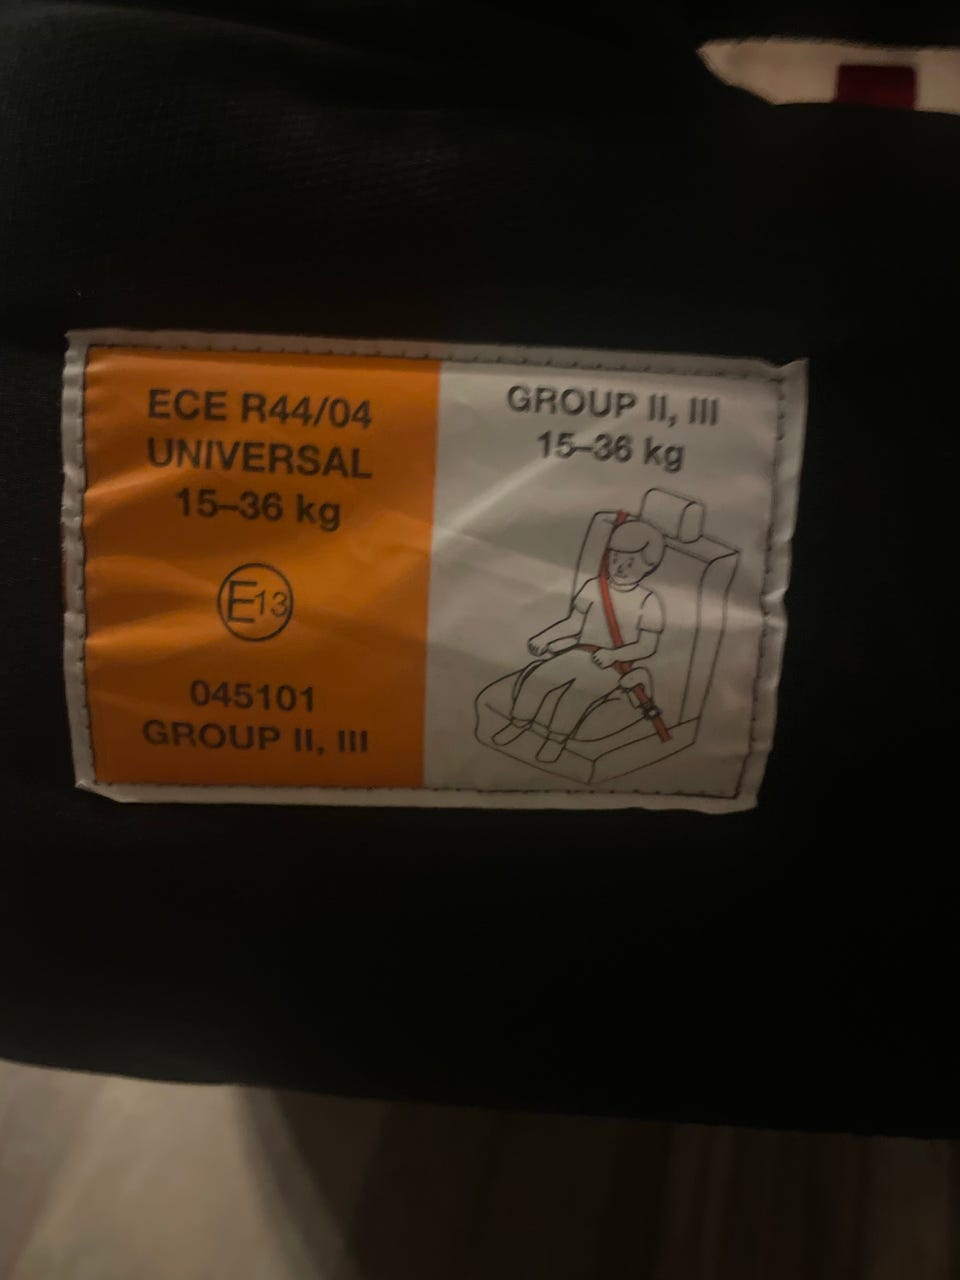 ECE R44/04
UNIVERSAL
15–36 kg
E13
045101
GROUP II, III
GROUP II, III
15–36 kg